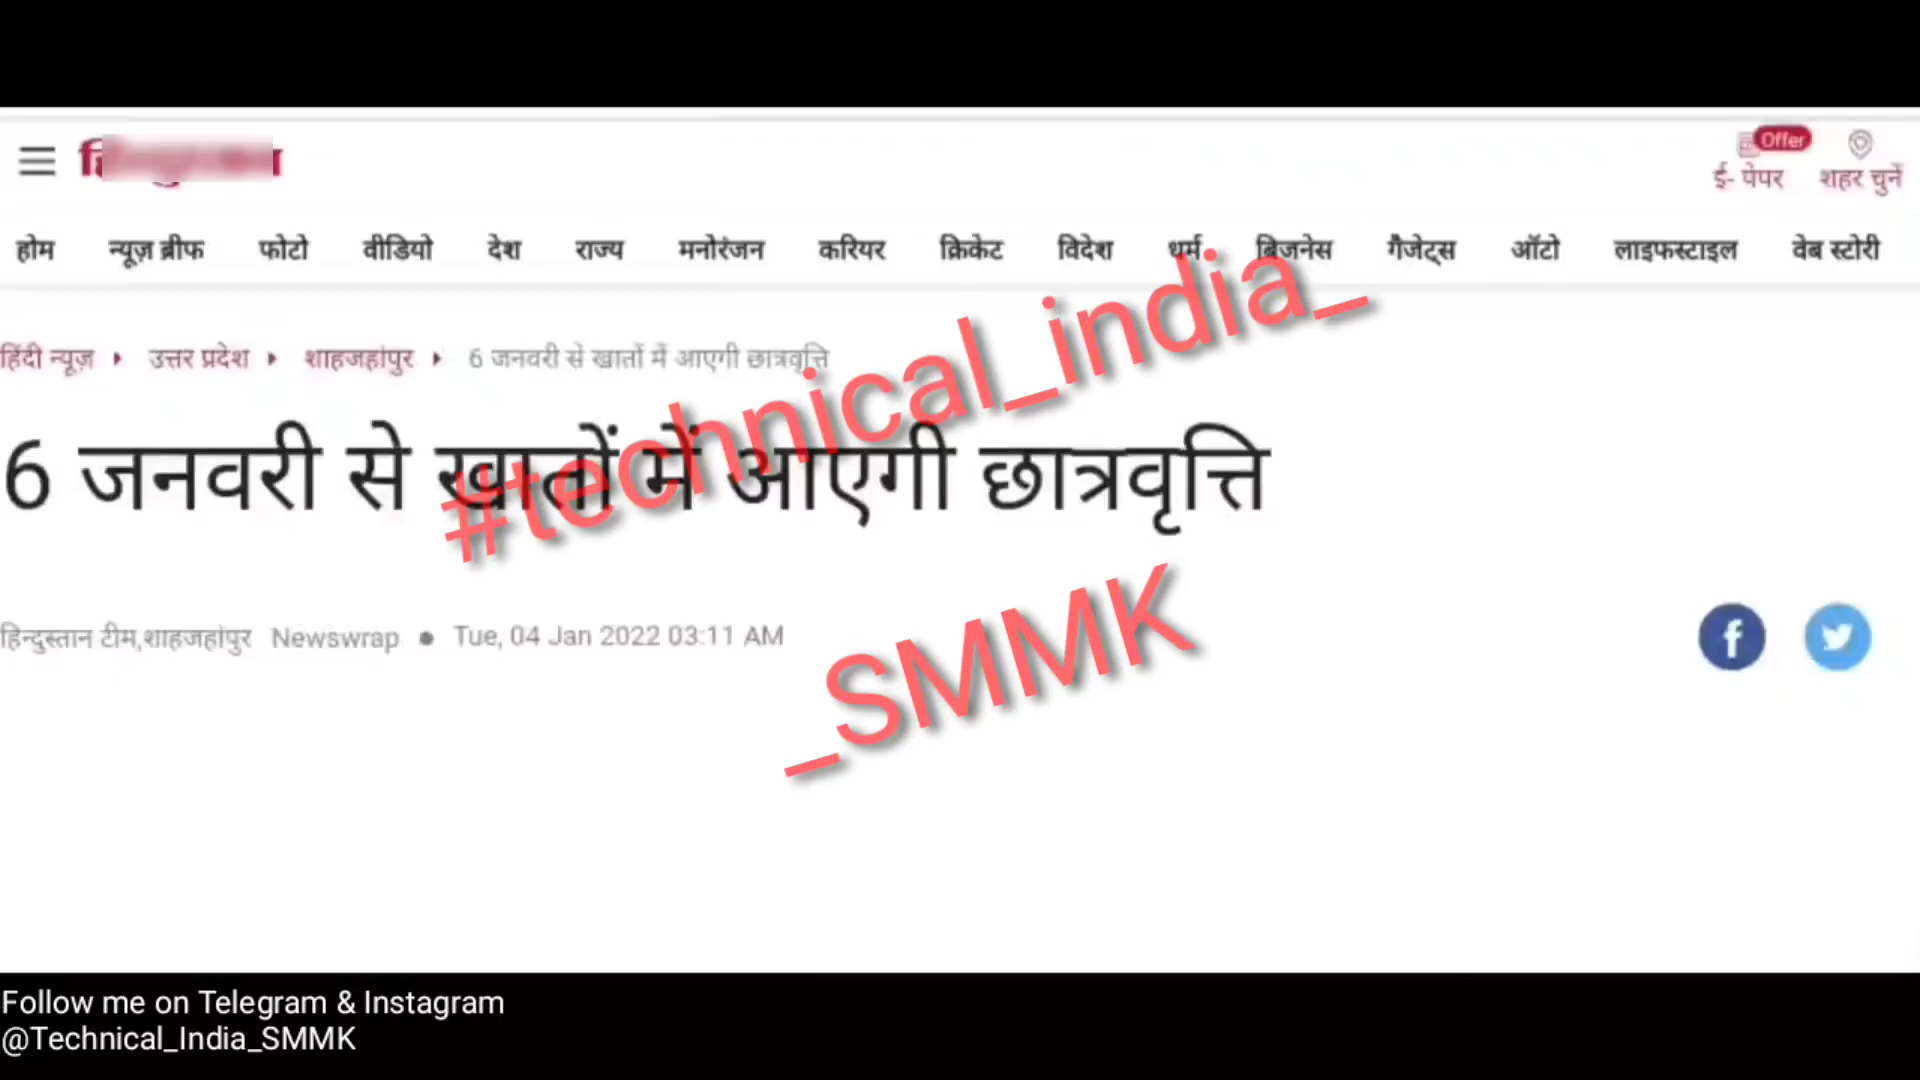 Offer
ई- पेपर शहर चुनें
होम न्यूज़ ब्रीफ फोटो वीडियो देश राज्य मनोरंजन करियर क्रिकेट विदेश धर्म बिजनेस गैजेट्स ऑटो लाइफस्टाइल वेब स्टोरी
हिंदी न्यूज़ उत्तर प्रदेश शाहजहांपुर 6 जनवरी से खातों में आएगी छात्रवृत्ति
6 जनवरी से खातों में आएगी छात्रवृत्ति
#technical_india_
_SMMK
हिन्दुस्तान टीम,शाहजहांपुर Newswrap ● Tue, 04 Jan 2022 03:11 AM
Follow me on Telegram & Instagram
@Technical_India_SMMK